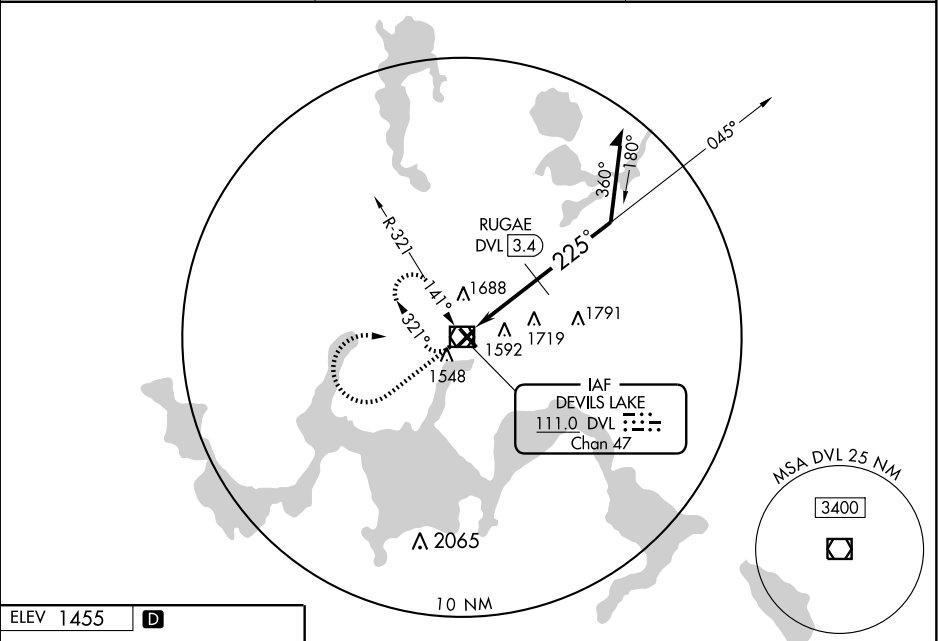 045°
360°
180°
RUGAE
DVL 3.4
225°
R-321
141°
321°
1688
1791
1719
1592
1548
IAF
DEVILS LAKE
111.0 DVL
Chan 47
MSA DVL 25 NM
3400
2065
10 NM
ELEV 1455 D